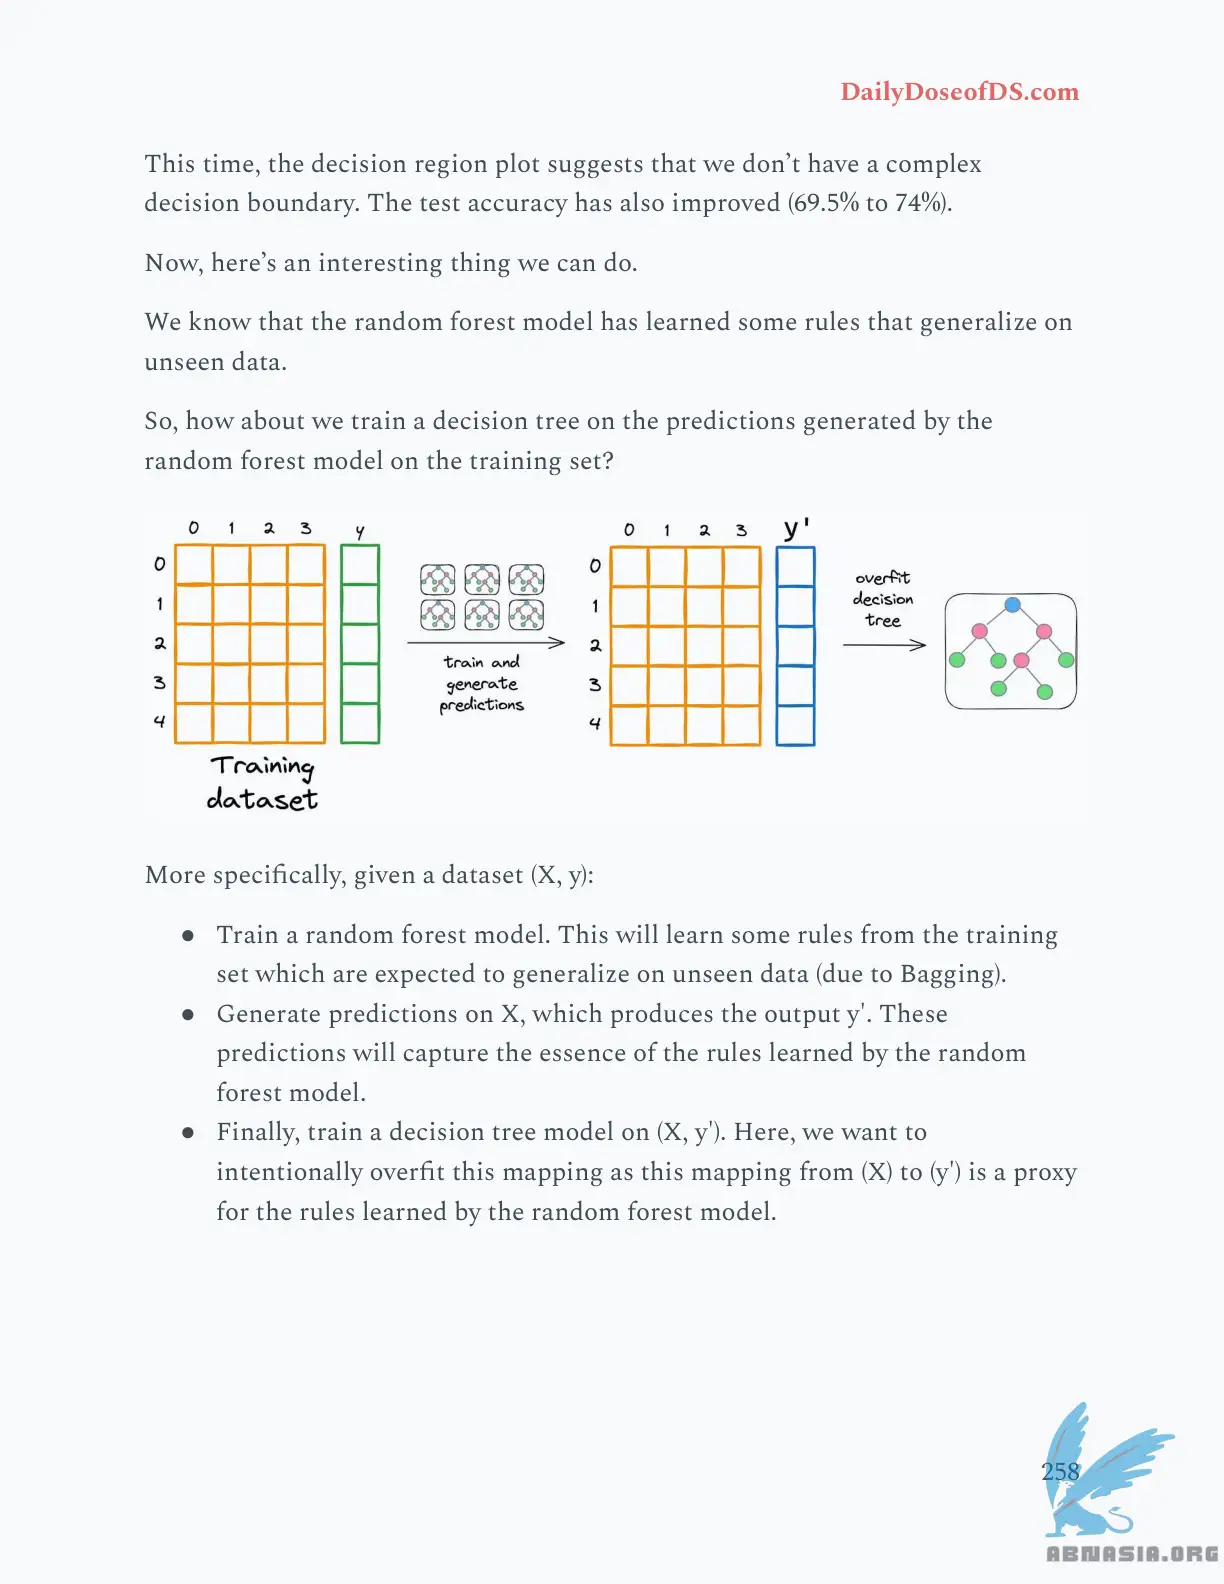 DailyDoseofDS.com
This time, the decision region plot suggests that we don’t have a complex
decision boundary. The test accuracy has also improved (69.5% to 74%).
Now, here’s an interesting thing we can do.
We know that the random forest model has learned some rules that generalize on
unseen data.
So, how about we train a decision tree on the predictions generated by the
random forest model on the training set?
0 1 2 3 y
0
1
2
3
4
Training
dataset
train and
generate
predictions
0 1 2 3 y'
0
1
2
3
4
overfit
decision
tree
More specifically, given a dataset (X, y):
● Train a random forest model. This will learn some rules from the training
set which are expected to generalize on unseen data (due to Bagging).
● Generate predictions on X, which produces the output y'. These
predictions will capture the essence of the rules learned by the random
forest model.
● Finally, train a decision tree model on (X, y'). Here, we want to
intentionally overfit this mapping as this mapping from (X) to (y') is a proxy
for the rules learned by the random forest model.
258
ABNASIA.ORG